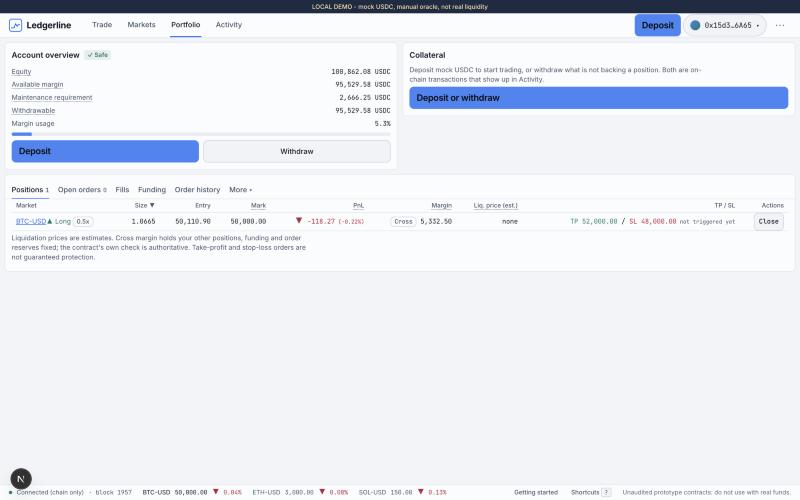 LOCAL DEMO - mock USDC, manual oracle, not real liquidity
Ledgerline Trade Markets Portfolio Activity Deposit 0x15d3…6A65 ▾ ⋯
Account overview ✓ Safe
Equity 100,862.08 USDC
Available margin 95,529.58 USDC
Maintenance requirement 2,666.25 USDC
Withdrawable 95,529.58 USDC
Margin usage 5.3%
Deposit Withdraw
Collateral
Deposit mock USDC to start trading, or withdraw what is not backing a position. Both are on-
chain transactions that show up in Activity.
Deposit or withdraw
Positions 1 Open orders 0 Fills Funding Order history More ▾
Market Size ▼ Entry Mark PnL Margin Liq. price (est.) TP / SL Actions
BTC-USD ▲ Long 0.5x 1.0665 50,110.90 50,000.00 ▼ -118.27 (-0.22%) Cross 5,332.50 none TP 52,000.00 / SL 48,000.00 not triggered yet Close
Liquidation prices are estimates. Cross margin holds your other positions, funding and order
reserves fixed; the contract's own check is authoritative. Take-profit and stop-loss orders are
not guaranteed protection.
N
Connected (chain only) · block 1957 BTC-USD 50,000.00 ▼ 0.04% ETH-USD 3,000.00 ▼ 0.08% SOL-USD 150.00 ▼ 0.13% Getting started Shortcuts ? Unaudited prototype contracts: do not use with real funds.